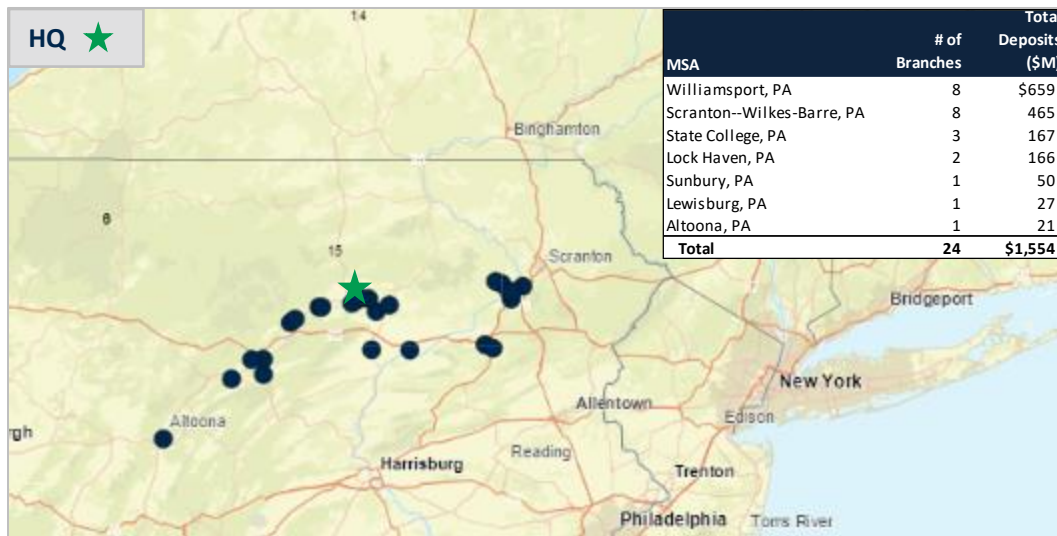 HQ
14
Total
# of Deposits
MSA Branches ($M)
Williamsport, PA 8 $659
Scranton--Wilkes-Barre, PA 8 465
State College, PA 3 167
Lock Haven, PA 2 166
Sunbury, PA 1 50
Lewisburg, PA 1 27
Altoona, PA 1 21
Total 24 $1,554
Binghamton
6
15
Scranton
Bridgeport
New York
Allentown
Edison
Altoona
rgh
Reading
Harrisburg
Trenton
Philadelphia
Toms River